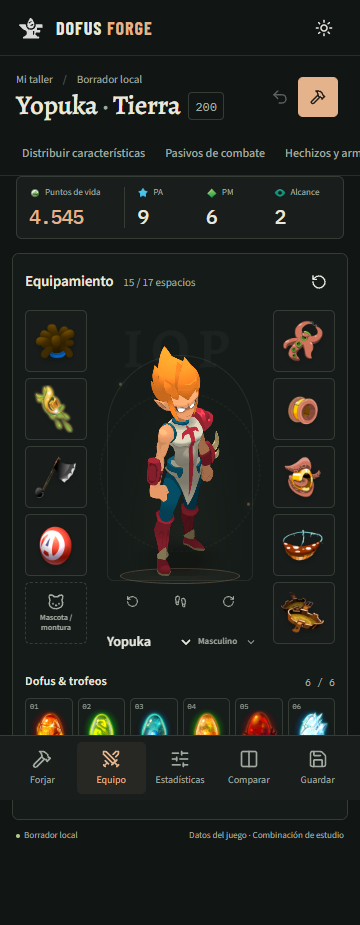 DOFUS FORGE
Mi taller / Borrador local
Yopuka · Tierra 200
Distribuir características Pasivos de combate Hechizos y arm
Puntos de vida PA PM Alcance
4.545 9 6 2
Equipamiento 15 / 17 espacios
IOP
Mascota /
montura
Yopuka Masculino
Dofus & trofeos 6 / 6
01 02 03 04 05 06
Forjar Equipo Estadísticas Comparar Guardar
Borrador local Datos del juego · Combinación de estudio